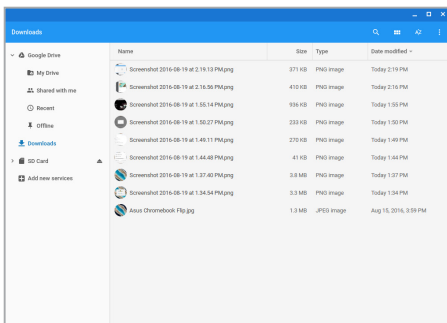 Downloads
Google Drive
My Drive
Shared with me
Recent
Offline
Downloads
SD Card
Add new services
Name Size Type Date modified
Screenshot 2016-08-19 at 2.19.13 PM.png 371 KB PNG image Today 2:19 PM
Screenshot 2016-08-19 at 2.16.56 PM.png 410 KB PNG image Today 2:16 PM
Screenshot 2016-08-19 at 1.55.14 PM.png 936 KB PNG image Today 1:55 PM
Screenshot 2016-08-19 at 1.50.27 PM.png 233 KB PNG image Today 1:50 PM
Screenshot 2016-08-19 at 1.49.11 PM.png 270 KB PNG image Today 1:49 PM
Screenshot 2016-08-19 at 1.44.48 PM.png 41 KB PNG image Today 1:44 PM
Screenshot 2016-08-19 at 1.37.40 PM.png 3.8 MB PNG image Today 1:37 PM
Screenshot 2016-08-19 at 1.34.54 PM.png 3.3 MB PNG image Today 1:34 PM
Asus Chromebook Flip.jpg 1.3 MB JPEG image Aug 15, 2016, 3:59 PM